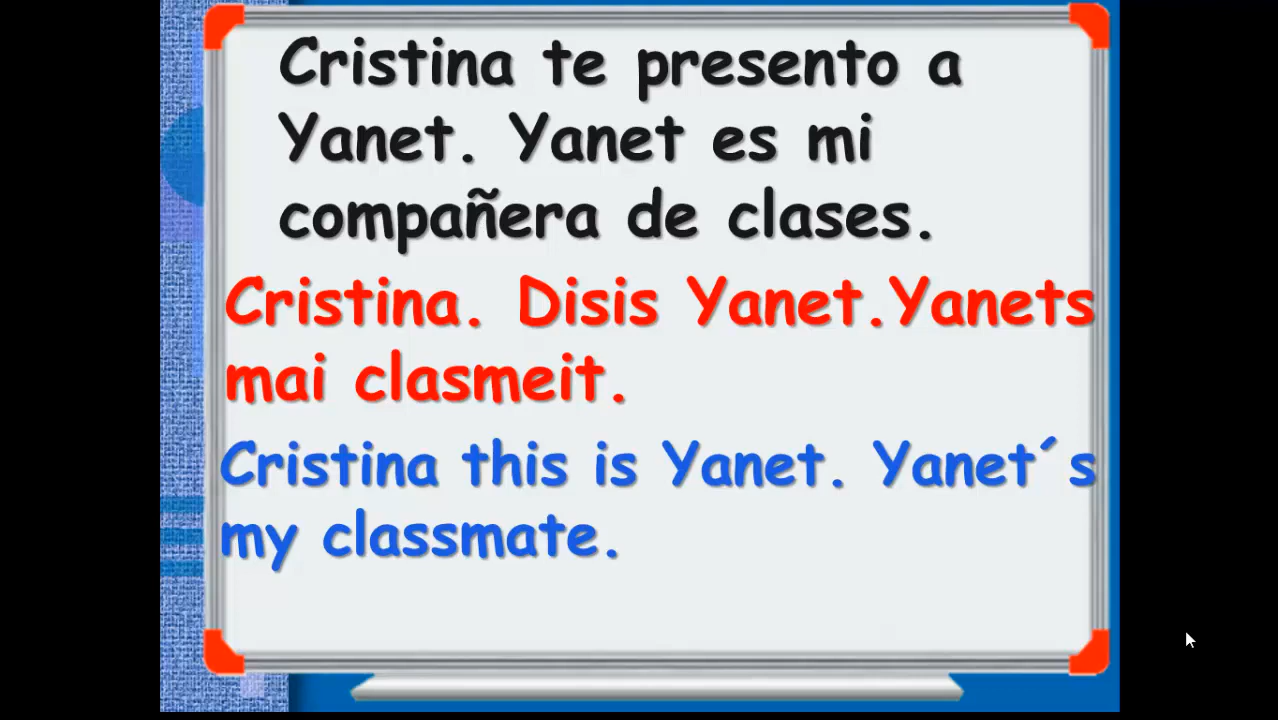 Cristina te presento a
Yanet. Yanet es mi
compañera de clases.
Cristina. Disis Yanet.Yanets
mai clasmeit.
Cristina this is Yanet. Yanet´s
my classmate.